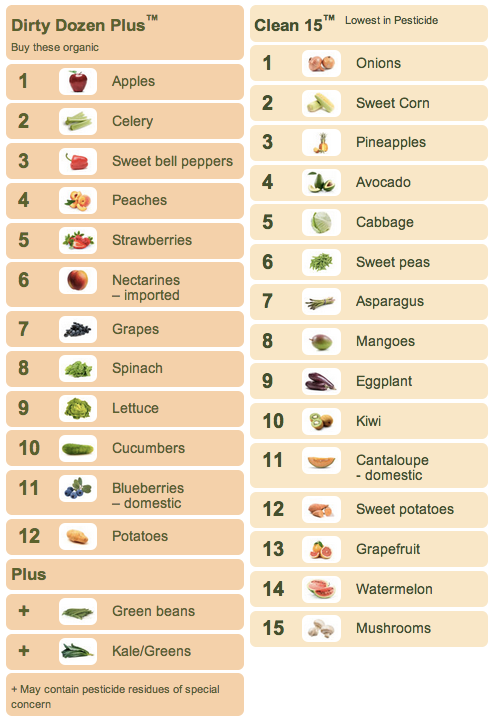 Dirty Dozen Plus™
Buy these organic
1 Apples
2 Celery
3 Sweet bell peppers
4 Peaches
5 Strawberries
6 Nectarines
– imported
7 Grapes
8 Spinach
9 Lettuce
10 Cucumbers
11 Blueberries
– domestic
12 Potatoes
Plus
+ Green beans
+ Kale/Greens
+ May contain pesticide residues of special
concern
Clean 15™ Lowest in Pesticide
1 Onions
2 Sweet Corn
3 Pineapples
4 Avocado
5 Cabbage
6 Sweet peas
7 Asparagus
8 Mangoes
9 Eggplant
10 Kiwi
11 Cantaloupe
- domestic
12 Sweet potatoes
13 Grapefruit
14 Watermelon
15 Mushrooms